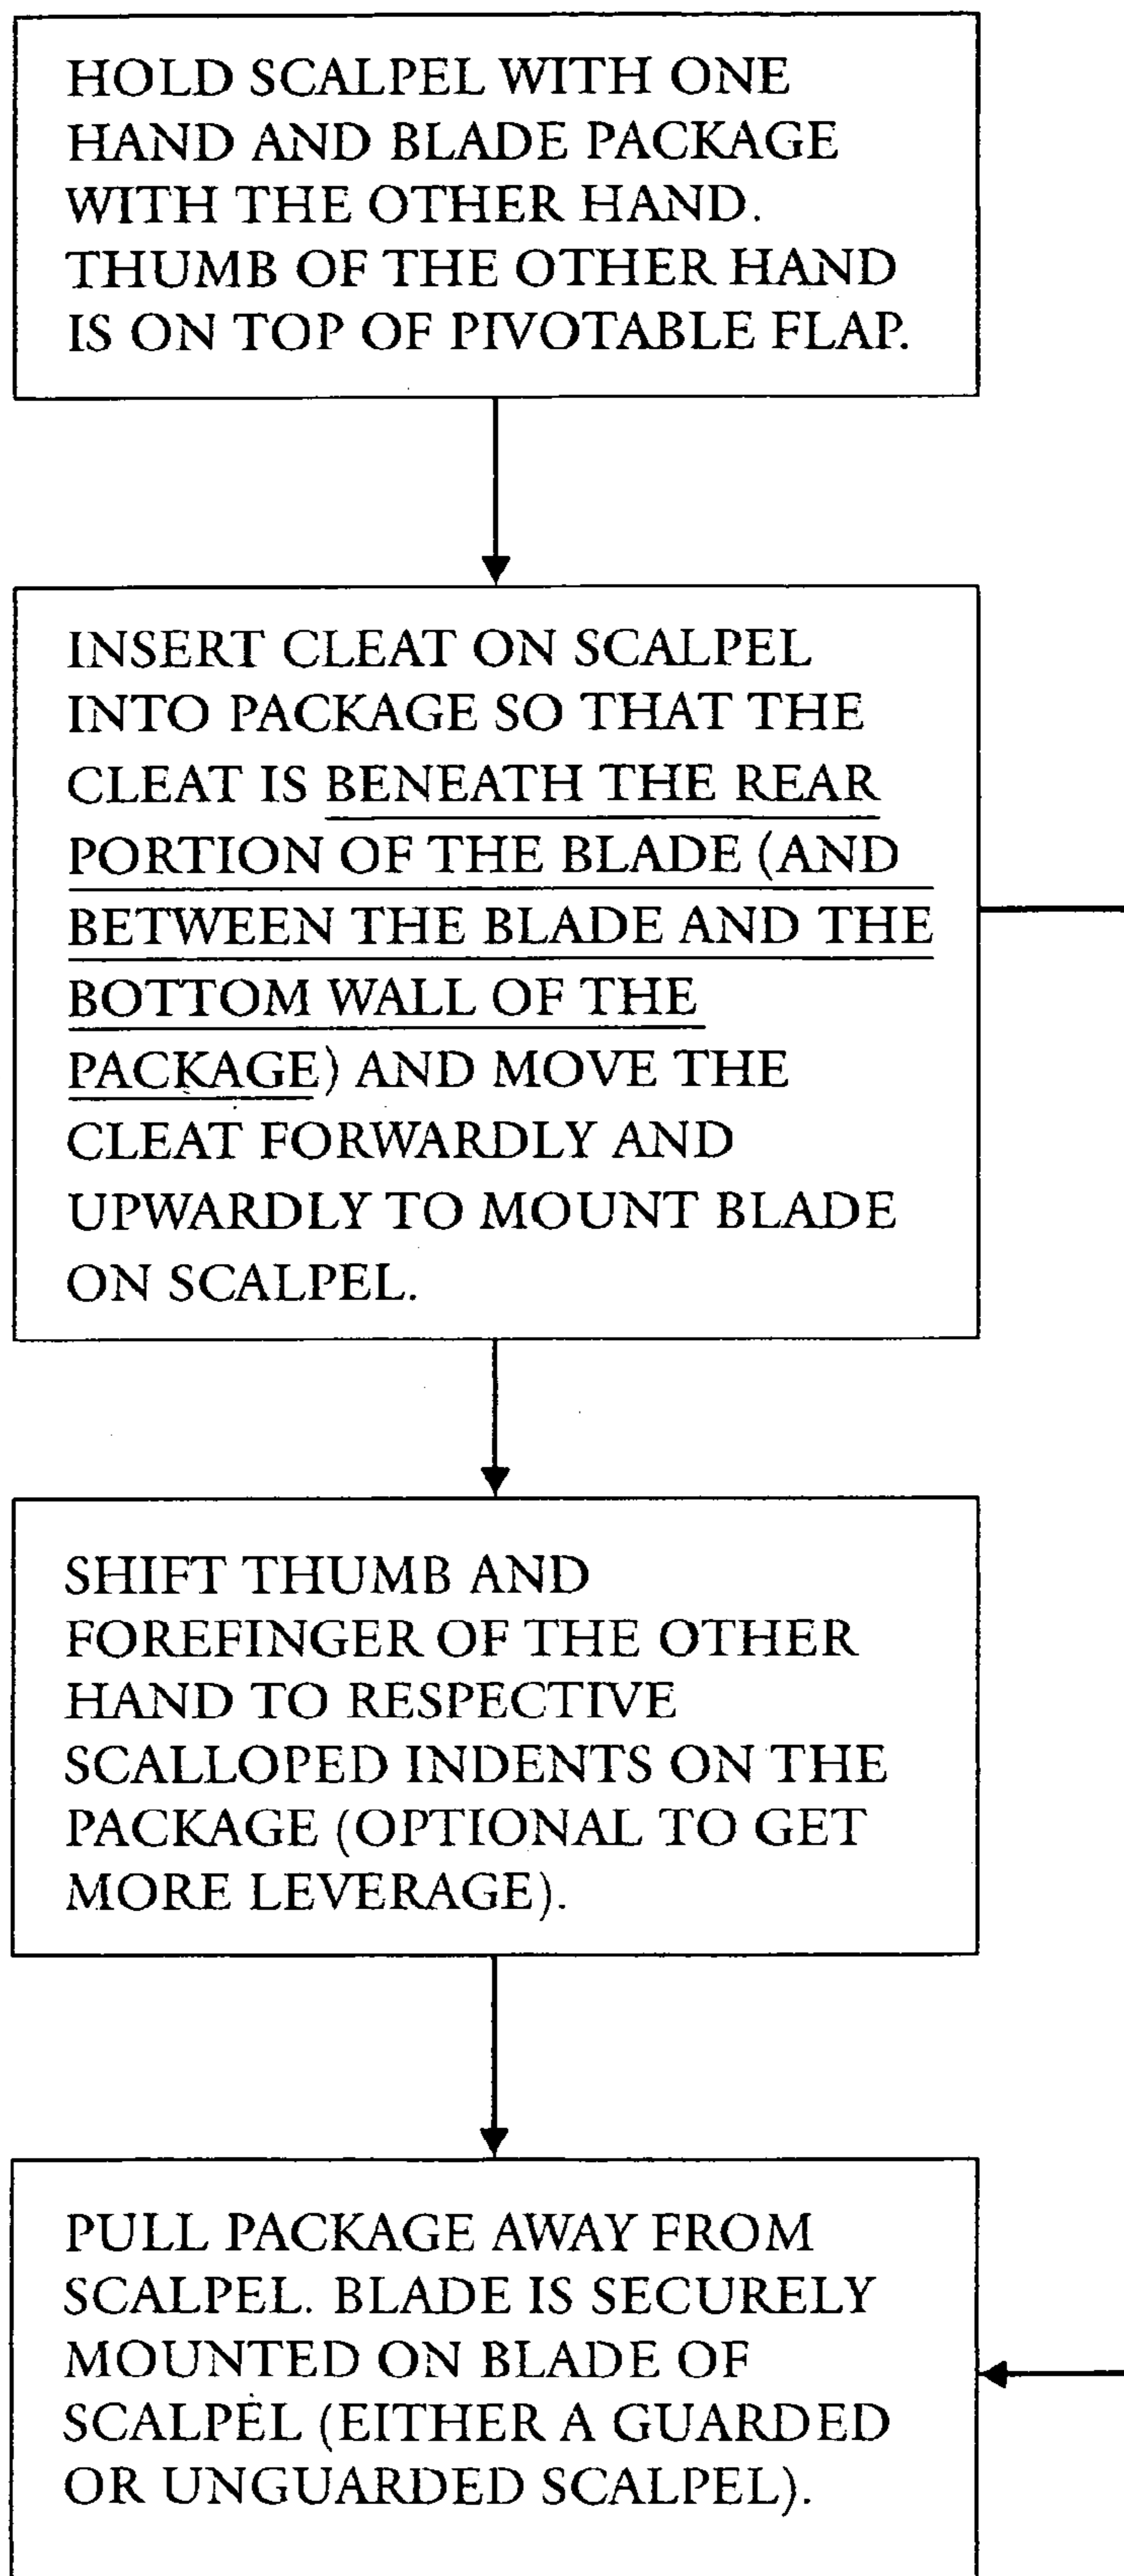 HOLD SCALPEL WITH ONE
HAND AND BLADE PACKAGE
WITH THE OTHER HAND.
THUMB OF THE OTHER HAND
IS ON TOP OF PIVOTABLE FLAP.
INSERT CLEAT ON SCALPEL
INTO PACKAGE SO THAT THE
CLEAT IS BENEATH THE REAR
PORTION OF THE BLADE (AND
BETWEEN THE BLADE AND THE
BOTTOM WALL OF THE
PACKAGE) AND MOVE THE
CLEAT FORWARDLY AND
UPWARDLY TO MOUNT BLADE
ON SCALPEL.
SHIFT THUMB AND
FOREFINGER OF THE OTHER
HAND TO RESPECTIVE
SCALLOPED INDENTS ON THE
PACKAGE (OPTIONAL TO GET
MORE LEVERAGE).
PULL PACKAGE AWAY FROM
SCALPEL. BLADE IS SECURELY
MOUNTED ON BLADE OF
SCALPEL (EITHER A GUARDED
OR UNGUARDED SCALPEL).